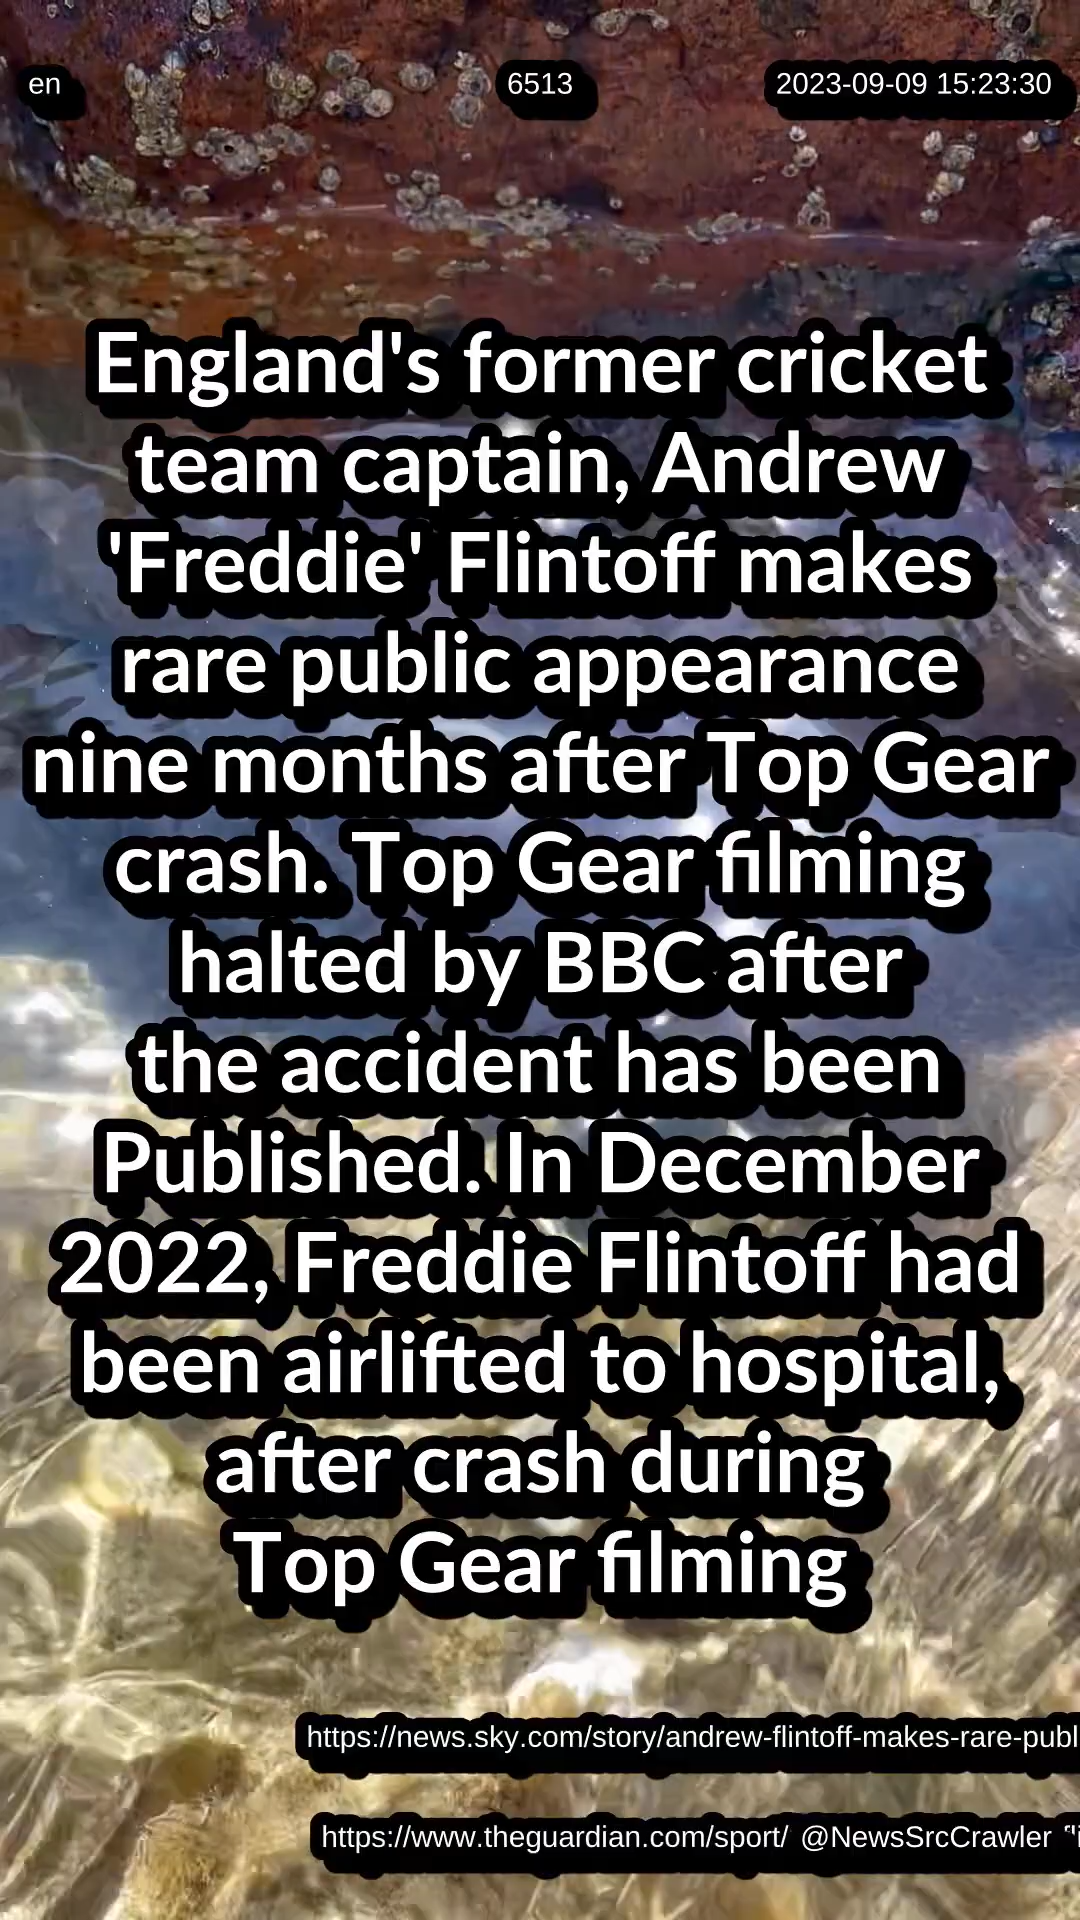 en 6513 2023-09-09 15:23:30
England's former cricket
team captain, Andrew
'Freddie' Flintoff makes
rare public appearance
nine months after Top Gear
crash. Top Gear filming
halted by BBC after
the accident has been
Published. In December
2022, Freddie Flintoff had
been airlifted to hospital,
after crash during
Top Gear filming
https://news.sky.com/story/andrew-flintoff-makes-rare-publ
https://www.theguardian.com/sport/ @NewsSrcCrawler